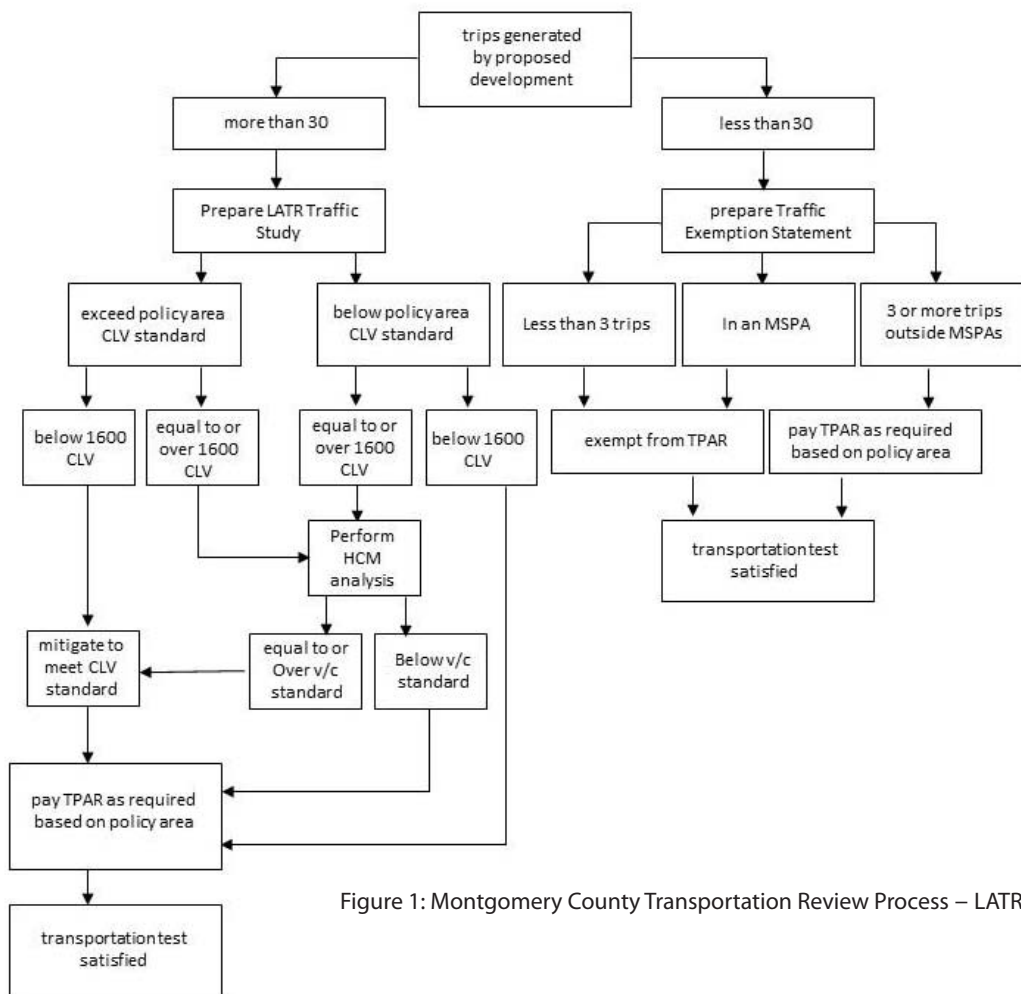 trips generated
by proposed
development
more than 30
less than 30
Prepare LATR Traffic
Study
prepare Traffic
Exemption Statement
exceed policy area
CLV standard
below policy area
CLV standard
Less than 3 trips
In an MSPA
3 or more trips
outside MSPAs
below 1600
CLV
equal to or
over 1600
CLV
equal to or
over 1600
CLV
below 1600
CLV
exempt from TPAR
pay TPAR as required
based on policy area
Perform
HCM
analysis
transportation test
satisfied
mitigate to
meet CLV
standard
equal to or
Over v/c
standard
Below v/c
standard
pay TPAR as required
based on policy area
Figure 1: Montgomery County Transportation Review Process – LATR
transportation test
satisfied